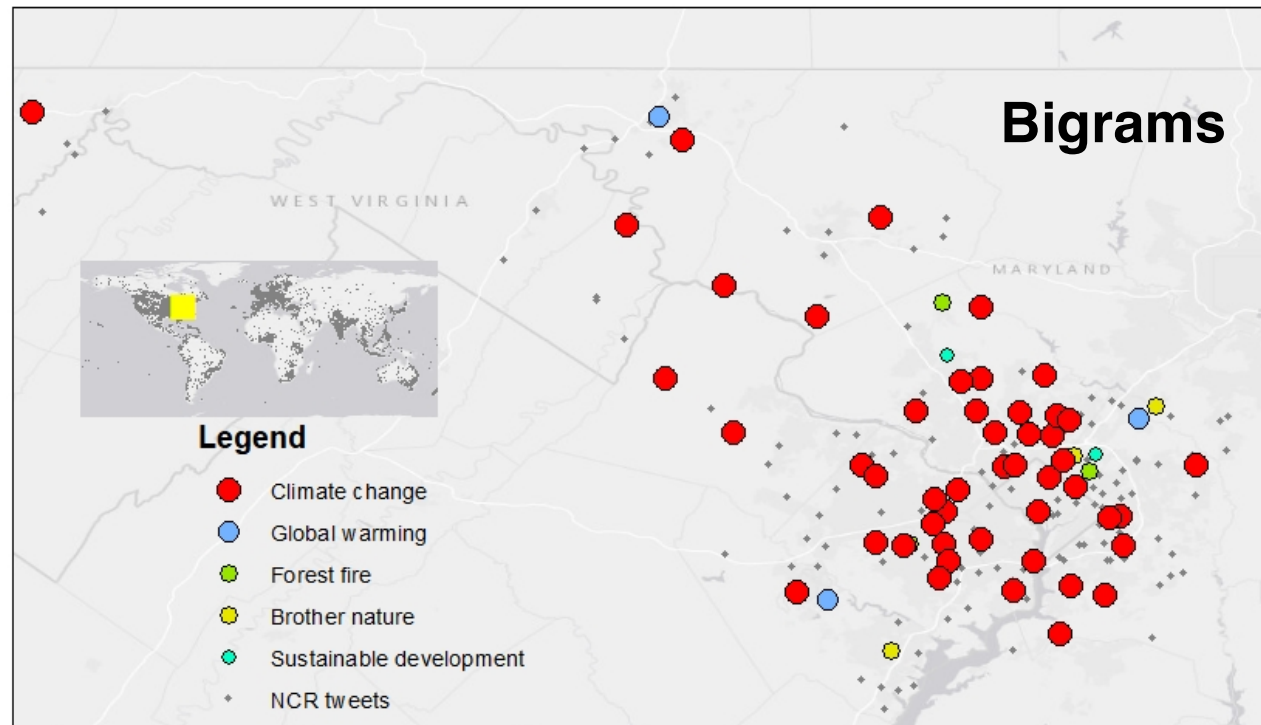 Bigrams
WEST VIRGINIA
MARYLAND
Legend
Climate change
Global warming
Forest fire
Brother nature
Sustainable development
NCR tweets